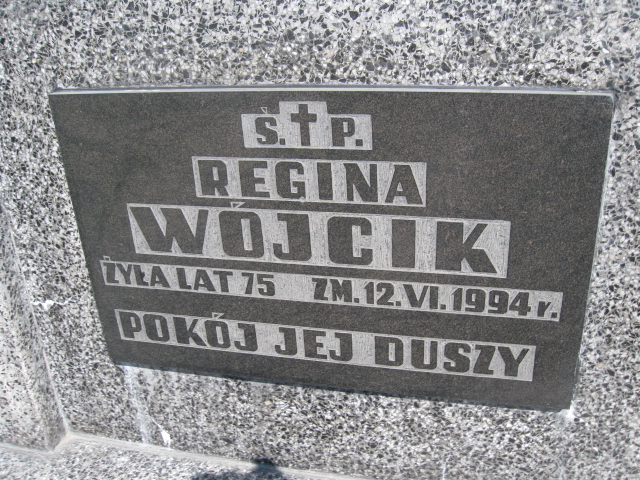 Ś.✝P.
REGINA
WÓJCIK
ŻYŁA LAT 75 ZM. 12.VI.1994 r.
POKÓJ JEJ DUSZY